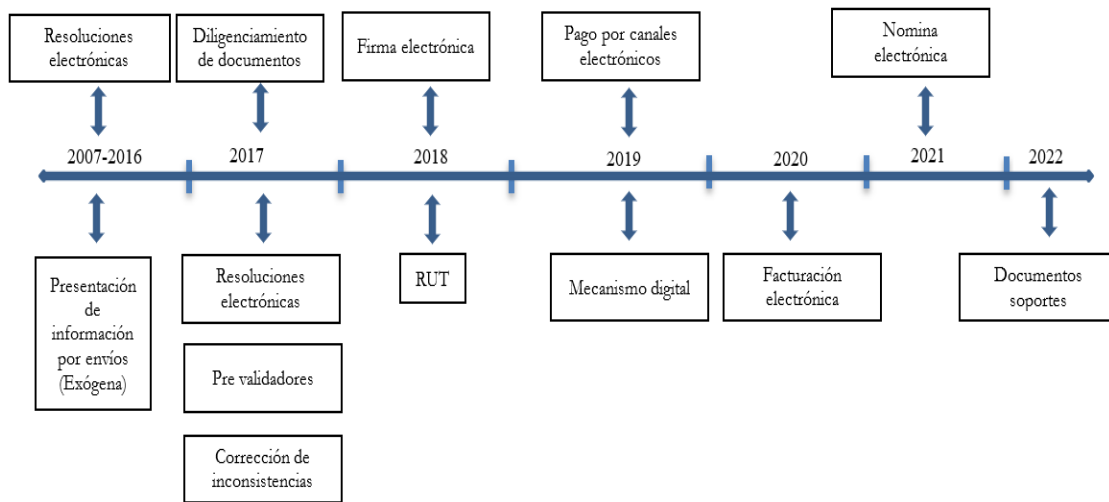 Resoluciones
electrónicas
Diligenciamiento
de documentos
Firma electrónica
Pago por canales
electrónicos
Nomina
electrónica
2007-2016
2017
2018
2019
2020
2021
2022
Presentación
de
información
por envíos
(Exógena)
Resoluciones
electrónicas
Pre validadores
Corrección de
inconsistencias
RUT
Mecanismo digital
Facturación
electrónica
Documentos
soportes